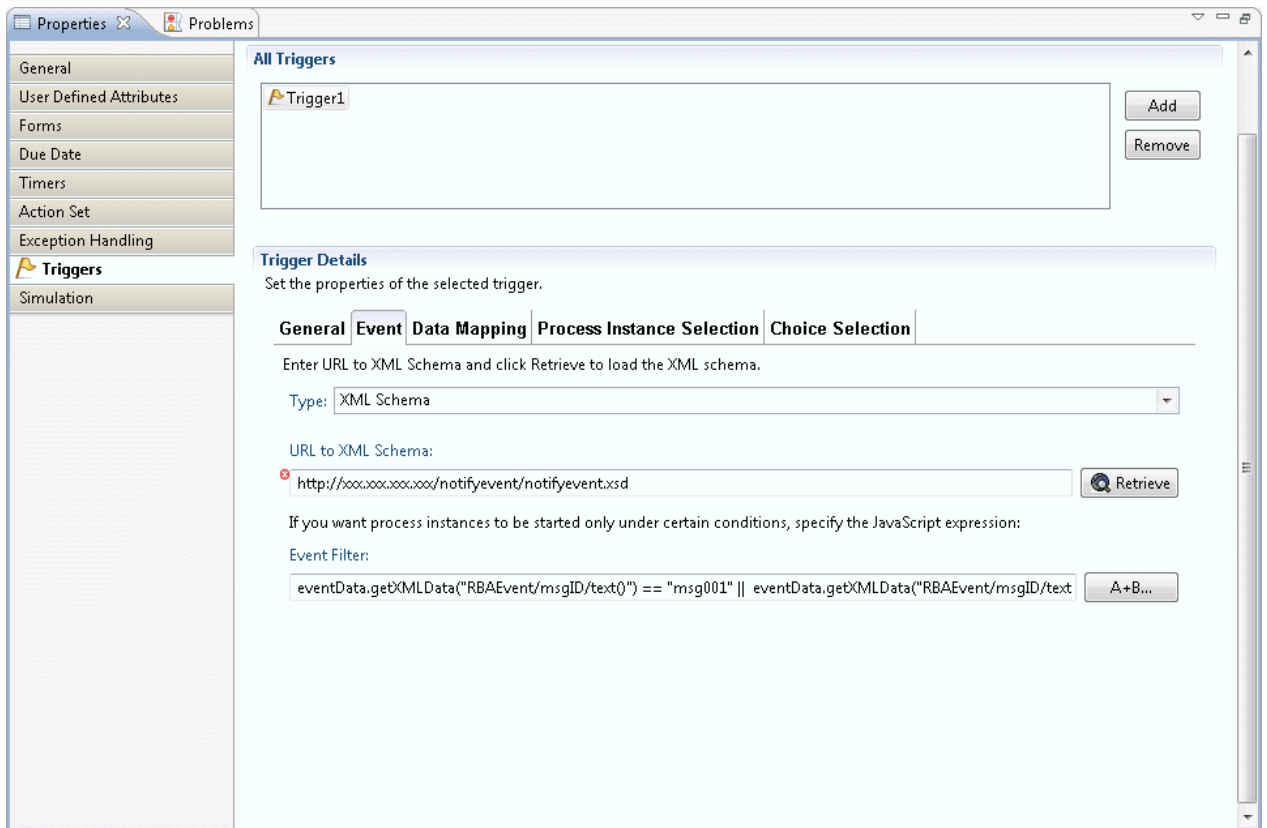 Properties
Problems
General
User Defined Attributes
Forms
Due Date
Timers
Action Set
Exception Handling
Triggers
Simulation
All Triggers
Trigger1
Add
Remove
Trigger Details
Set the properties of the selected trigger.
General Event Data Mapping Process Instance Selection Choice Selection
Enter URL to XML Schema and click Retrieve to load the XML schema.
Type: XML Schema
URL to XML Schema:
http://xxx.xxx.xxx.xxx/notifyevent/notifyevent.xsd
Retrieve
If you want process instances to be started only under certain conditions, specify the JavaScript expression:
Event Filter:
eventData.getXMLData("RBAEvent/msgID/text()") == "msg001" || eventData.getXMLData("RBAEvent/msgID/text
A+B...